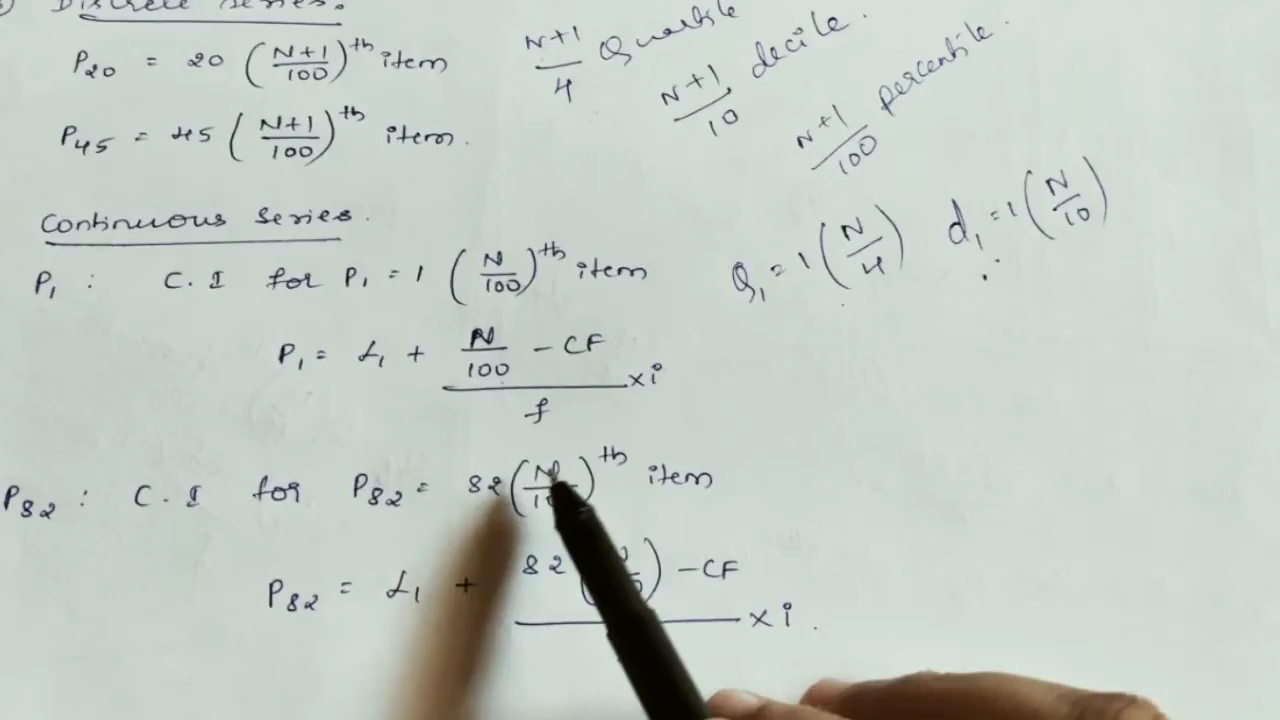 Discrete Series.
P20 = 20 (N+1/100)th item
P45 = 45 (N+1/100)th item.
N+1/4 Quartile
N+1/10 decile.
N+1/100 percentile.
Continuous Series.
P1 : C.I for P1 = 1 (N/100)th item
Q1 = 1 (N/4)
d1 = 1 (N/10)
P1 = L1 + N/100 - CF / f × i
P82 : C.I for P82 = 82 (N/10)th item
P82 = L1 + 82 ( ) - CF × i.